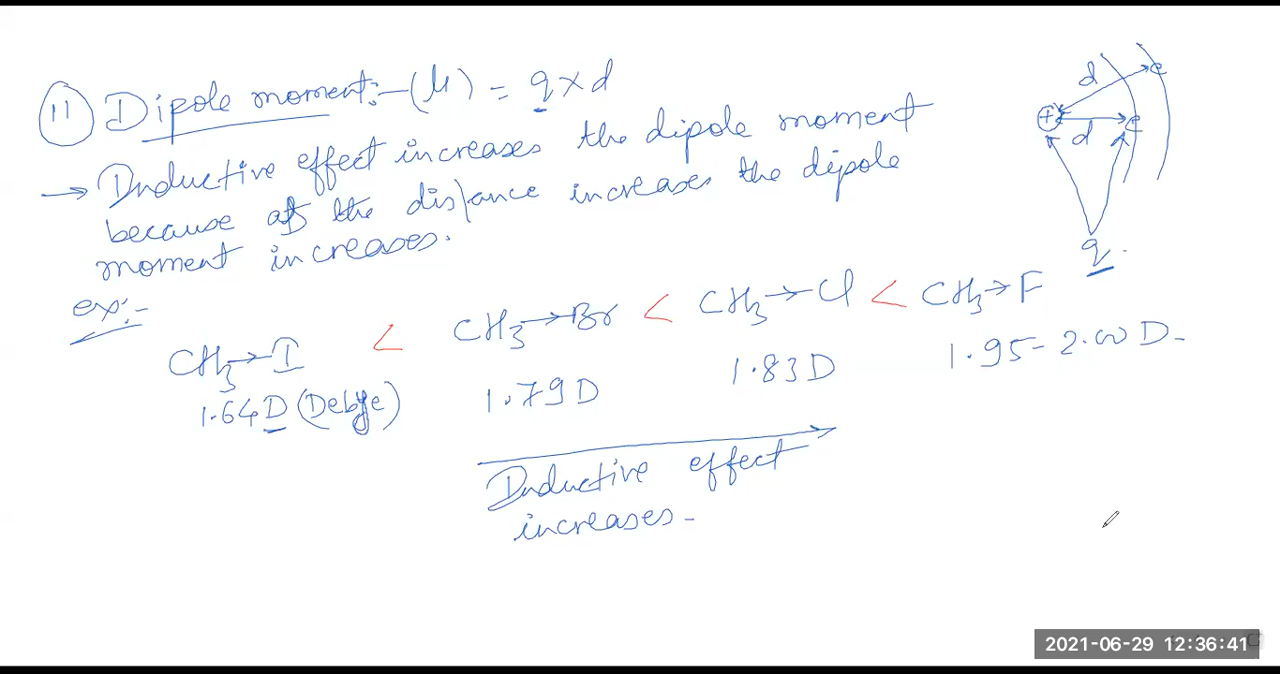 11) Dipole moment:-(μ) = q x d
→ Inductive effect increases the dipole moment
because as the distance increases the dipole
moment increases.
+ d e
d e
q.
ex:-
CH3→I < CH3→Br < CH3→Cl < CH3→F
1.64D (Debye) 1.79D 1.83D 1.95-2.00D-
Inductive effect
increases-
2021-06-29 12:36:41